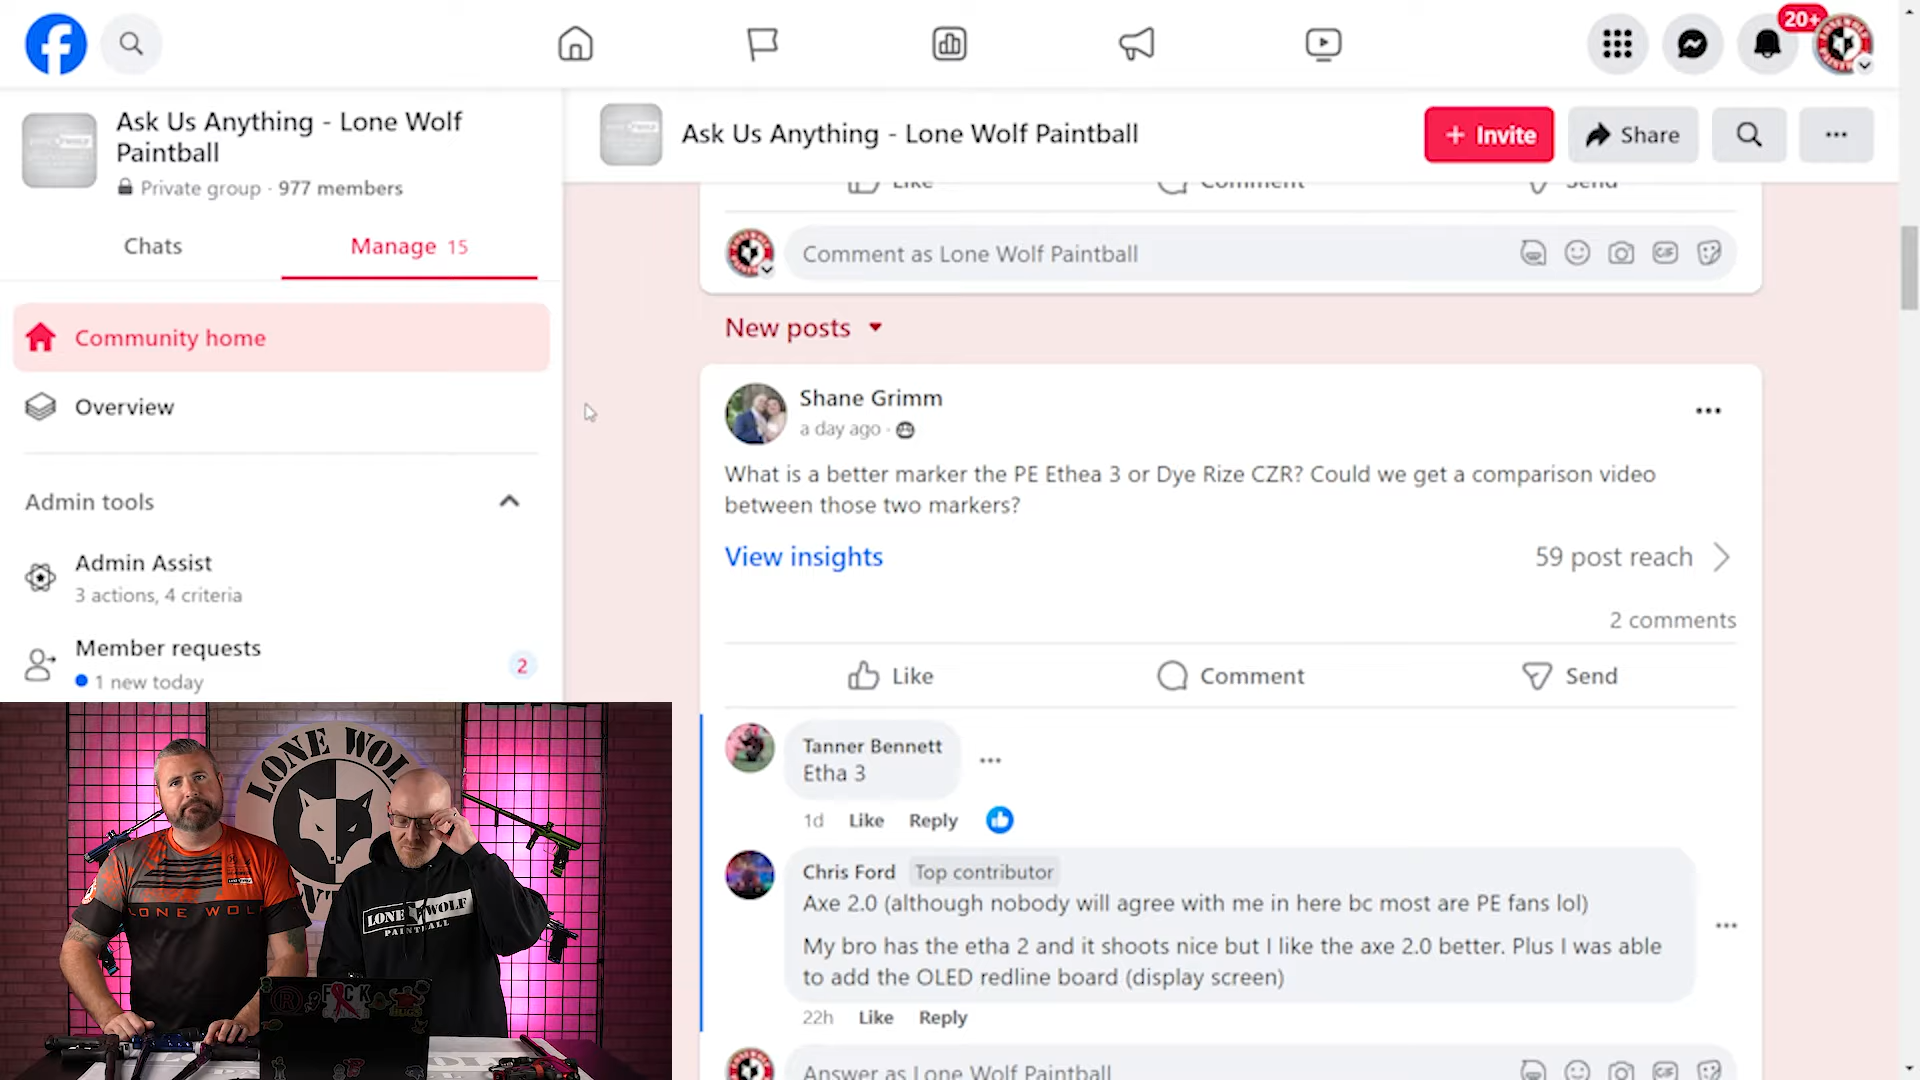 20+
Ask Us Anything - Lone Wolf
Paintball
Private group · 977 members
Chats
Manage 15
Community home
Overview
Admin tools
Admin Assist
3 actions, 4 criteria
Member requests
1 new today
2
Ask Us Anything - Lone Wolf Paintball
+ Invite
Share
Like
Comment
Send
Comment as Lone Wolf Paintball
GIF
New posts
Shane Grimm
a day ago ·
What is a better marker the PE Ethea 3 or Dye Rize CZR? Could we get a comparison video
between those two markers?
View insights
59 post reach
2 comments
Like
Comment
Send
Tanner Bennett
Etha 3
1d Like Reply
Chris Ford Top contributor
Axe 2.0 (although nobody will agree with me in here bc most are PE fans lol)
My bro has the etha 2 and it shoots nice but I like the axe 2.0 better. Plus I was able
to add the OLED redline board (display screen)
22h Like Reply
Answer as Lone Wolf Paintball
LONE WOL
LONE WOL
LONE WOLF
PAINTBALL